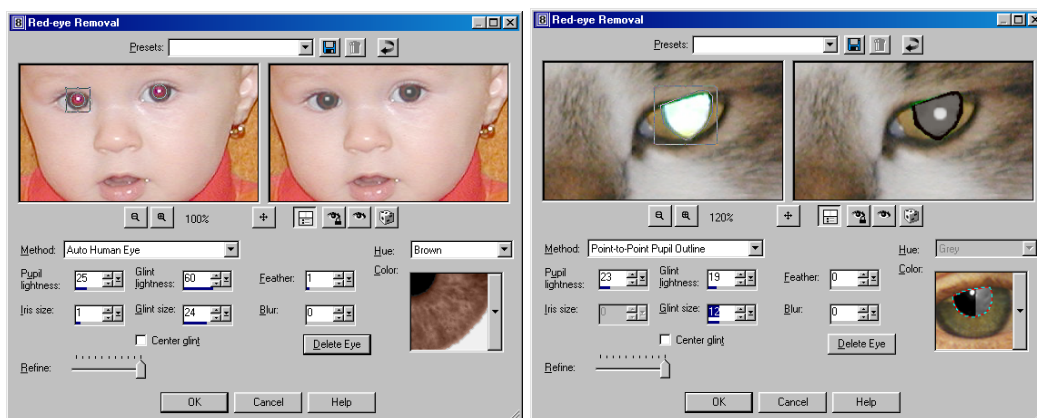 Red-eye Removal
Presets:
100%
Method: Auto Human Eye
Hue: Brown
Pupil lightness: 25
Glint lightness: 60
Feather: 1
Color:
Iris size: 1
Glint size: 24
Blur: 0
Center glint
Delete Eye
Refine:
OK Cancel Help
Red-eye Removal
Presets:
120%
Method: Point-to-Point Pupil Outline
Hue: Grey
Pupil lightness: 23
Glint lightness: 19
Feather: 0
Color:
Iris size: 0
Glint size: 12
Blur: 0
Center glint
Delete Eye
Refine:
OK Cancel Help